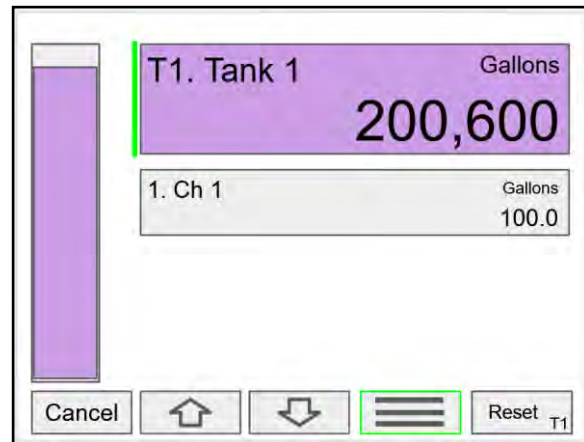 T1. Tank 1 Gallons
200,600
1. Ch 1 Gallons
100.0
Cancel Reset T1